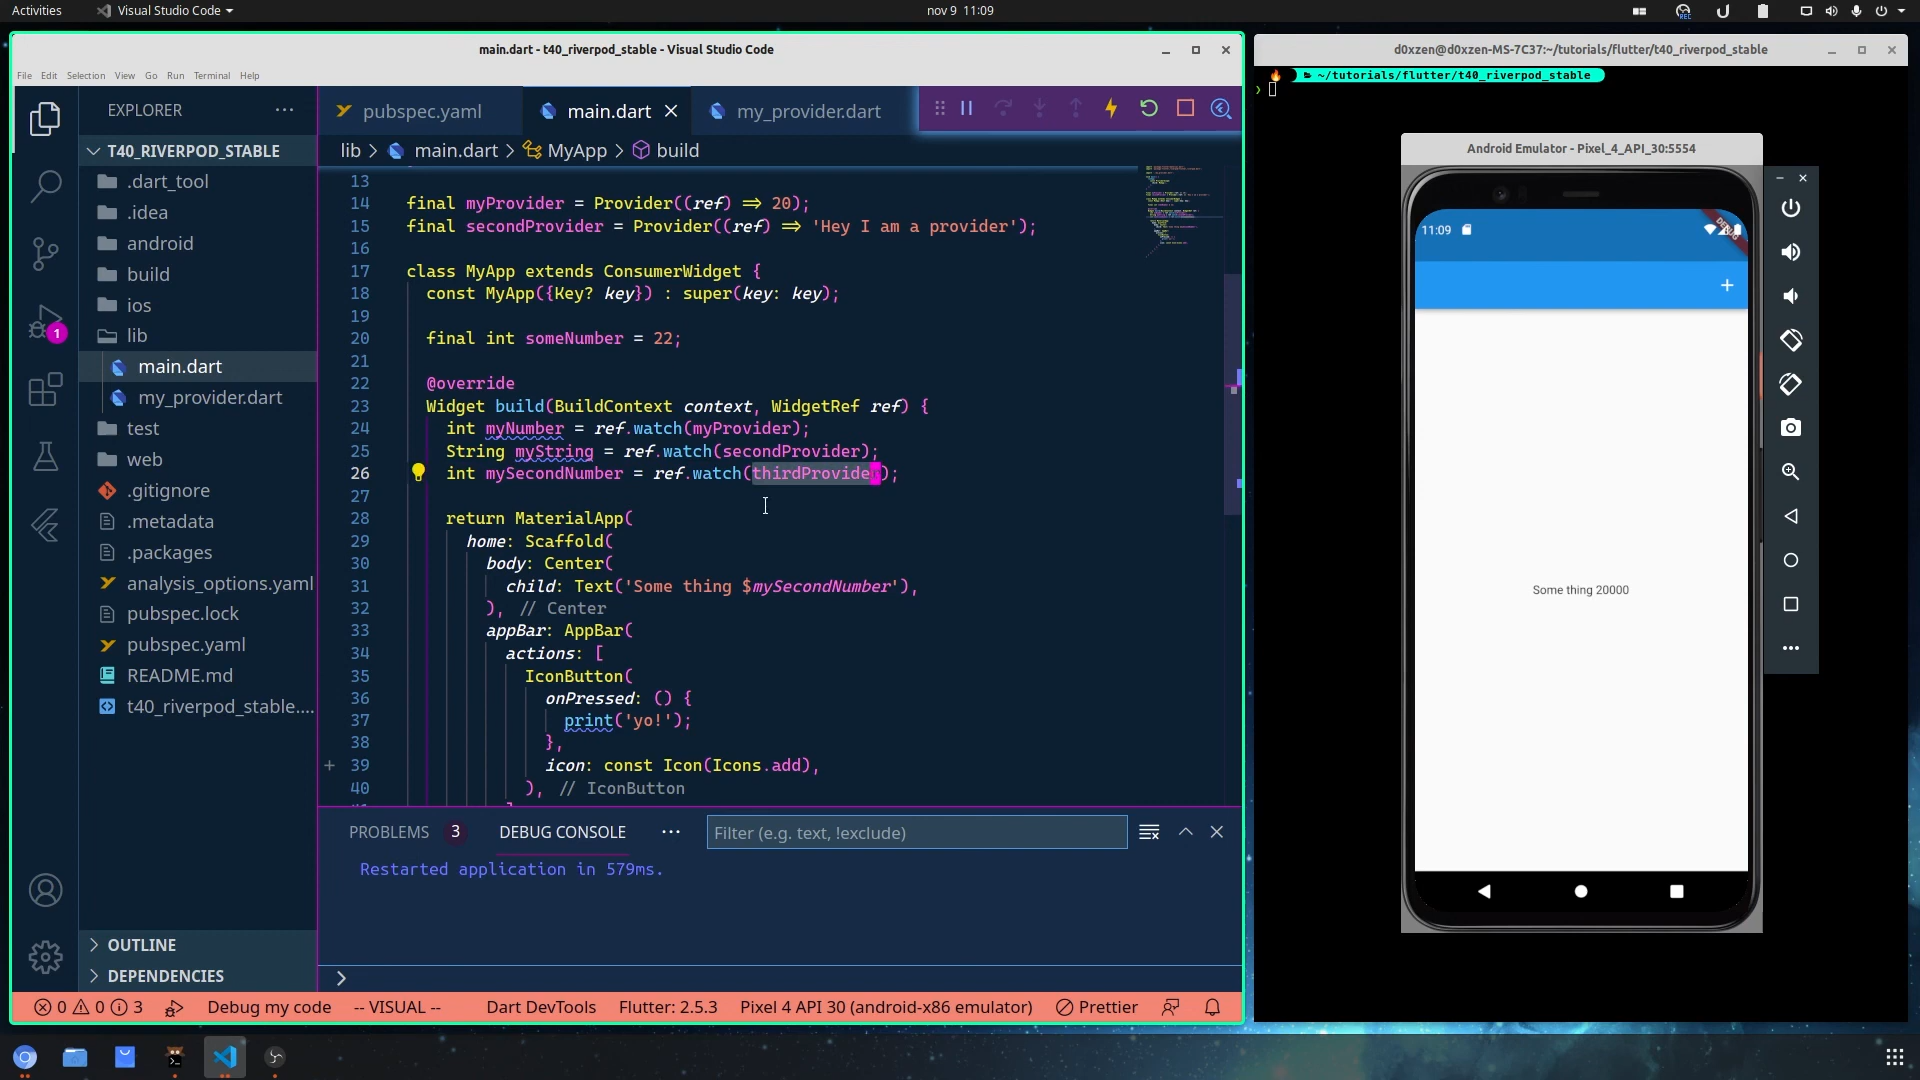 Activities
Visual Studio Code
nov 9 11:09
REC
main.dart - t40_riverpod_stable - Visual Studio Code
File Edit Selection View Go Run Terminal Help
EXPLORER
T40_RIVERPOD_STABLE
.dart_tool
.idea
android
build
ios
lib
main.dart
my_provider.dart
test
web
.gitignore
.metadata
.packages
analysis_options.yaml
pubspec.lock
pubspec.yaml
README.md
t40_riverpod_stable....
OUTLINE
DEPENDENCIES
1
pubspec.yaml
main.dart
my_provider.dart
lib > main.dart > MyApp > build
13
14 final myProvider = Provider((ref) => 20);
15 final secondProvider = Provider((ref) => 'Hey I am a provider');
16
17 class MyApp extends ConsumerWidget {
18 const MyApp({Key? key}) : super(key: key);
19
20 final int someNumber = 22;
21
22 @override
23 Widget build(BuildContext context, WidgetRef ref) {
24 int myNumber = ref.watch(myProvider);
25 String myString = ref.watch(secondProvider);
26 int mySecondNumber = ref.watch(thirdProvider);
27
28 return MaterialApp(
29 home: Scaffold(
30 body: Center(
31 child: Text('Some thing $mySecondNumber'),
32 ), // Center
33 appBar: AppBar(
34 actions: [
35 IconButton(
36 onPressed: () {
37 print('yo!');
38 },
39 icon: const Icon(Icons.add),
40 ), // IconButton
PROBLEMS 3 DEBUG CONSOLE ... Filter (e.g. text, !exclude)
Restarted application in 579ms.
0 0 3 Debug my code -- VISUAL -- Dart DevTools Flutter: 2.5.3 Pixel 4 API 30 (android-x86 emulator) Prettier
d0xzen@d0xzen-MS-7C37:~/tutorials/flutter/t40_riverpod_stable
~/tutorials/flutter/t40_riverpod_stable
Android Emulator - Pixel_4_API_30:5554
11:09
DEBUG
Some thing 20000